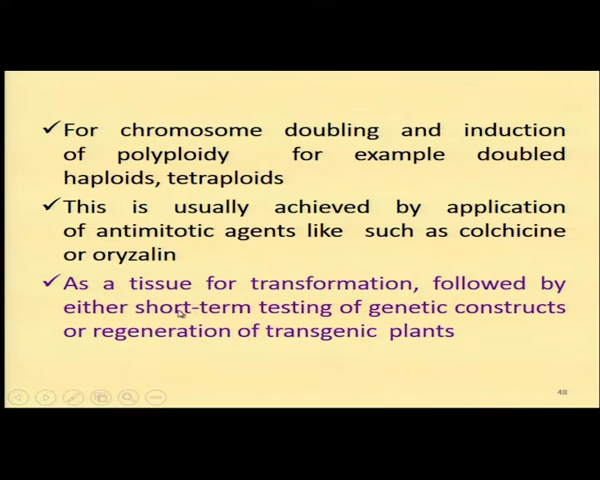 ✓For chromosome doubling and induction
of polyploidy for example doubled
haploids, tetraploids
✓This is usually achieved by application
of antimitotic agents like such as colchicine
or oryzalin
✓As a tissue for transformation, followed by
either short-term testing of genetic constructs
or regeneration of transgenic plants
48